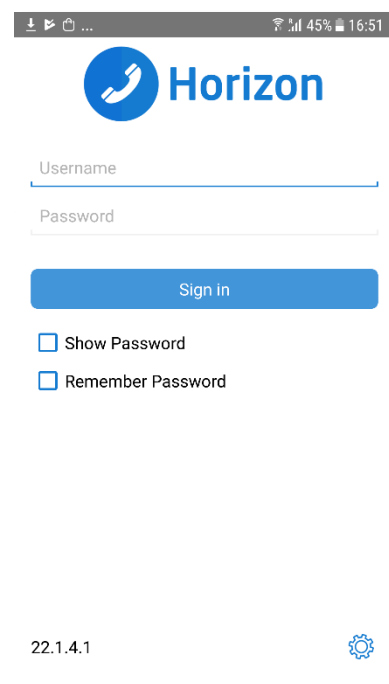 ... 45% 16:51
Horizon
Username
Password
Sign in
Show Password
Remember Password
22.1.4.1